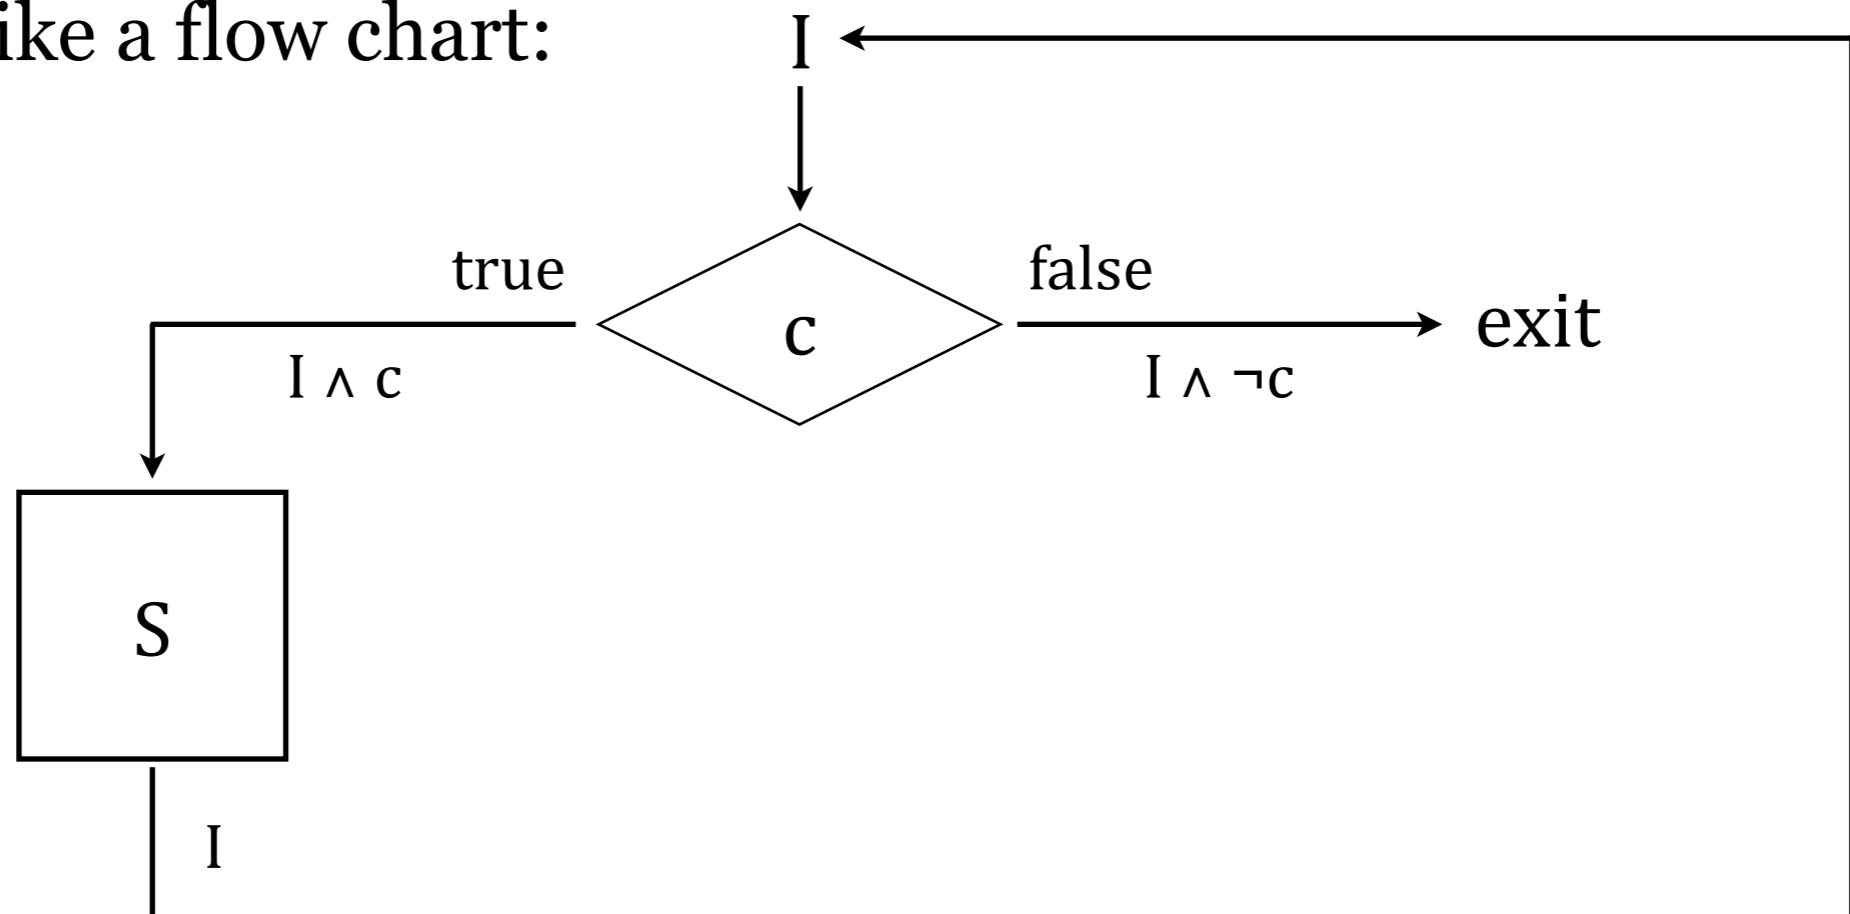 ike a flow chart:
I
true
false
c
exit
I ∧ c
I ∧ ¬c
S
I